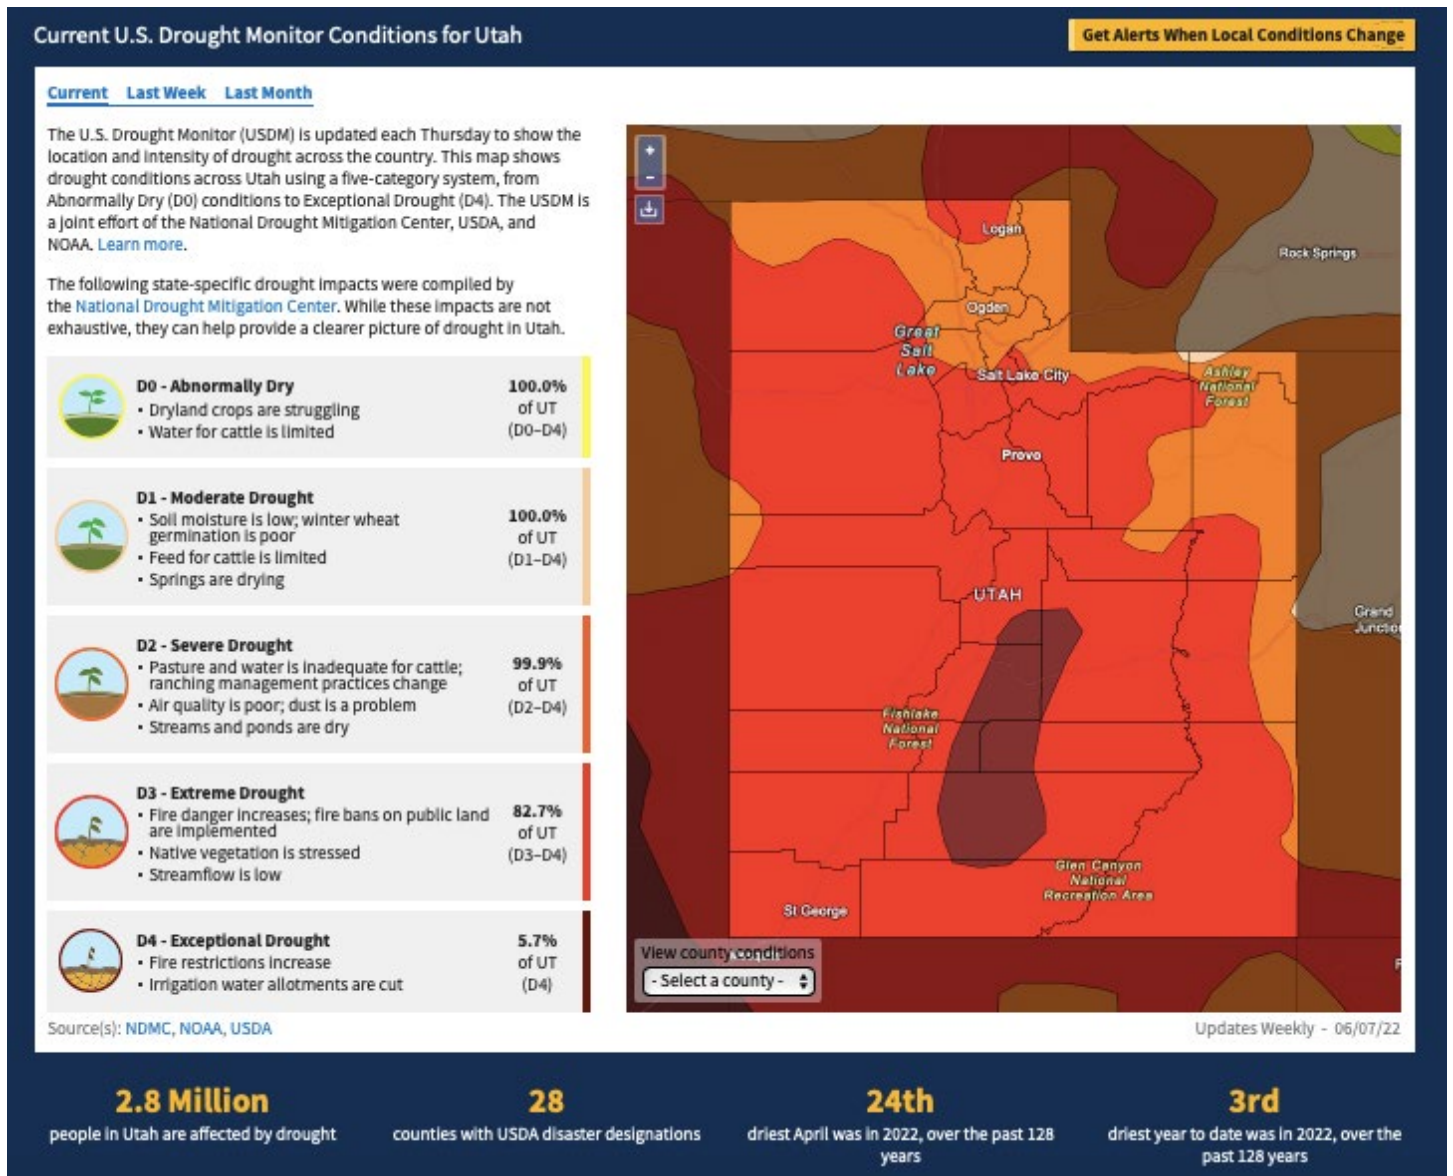 Current U.S. Drought Monitor Conditions for Utah
Get Alerts When Local Conditions Change
Current Last Week Last Month
The U.S. Drought Monitor (USDM) is updated each Thursday to show the
location and intensity of drought across the country. This map shows
drought conditions across Utah using a five-category system, from
Abnormally Dry (D0) conditions to Exceptional Drought (D4). The USDM is
a joint effort of the National Drought Mitigation Center, USDA, and
NOAA. Learn more.
The following state-specific drought impacts were compiled by
the National Drought Mitigation Center. While these impacts are not
exhaustive, they can help provide a clearer picture of drought in Utah.
D0 - Abnormally Dry
• Dryland crops are struggling
• Water for cattle is limited
100.0%
of UT
(D0–D4)
D1 - Moderate Drought
• Soil moisture is low; winter wheat
germination is poor
• Feed for cattle is limited
• Springs are drying
100.0%
of UT
(D1–D4)
D2 - Severe Drought
• Pasture and water is inadequate for cattle;
ranching management practices change
• Air quality is poor; dust is a problem
• Streams and ponds are dry
99.9%
of UT
(D2–D4)
D3 - Extreme Drought
• Fire danger increases; fire bans on public land
are implemented
• Native vegetation is stressed
• Streamflow is low
82.7%
of UT
(D3–D4)
D4 - Exceptional Drought
• Fire restrictions increase
• Irrigation water allotments are cut
5.7%
of UT
(D4)
+
−
Logan
Rock Springs
Ogden
Great
Salt
Lake
Salt Lake City
Ashley
National
Forest
Provo
UTAH
Grand
Junctio
Fishlake
National
Forest
Glen Canyon
National
Recreation Area
St George
View county conditions
- Select a county -
Source(s): NDMC, NOAA, USDA
Updates Weekly - 06/07/22
2.8 Million
people in Utah are affected by drought
28
counties with USDA disaster designations
24th
driest April was in 2022, over the past 128
years
3rd
driest year to date was in 2022, over the
past 128 years